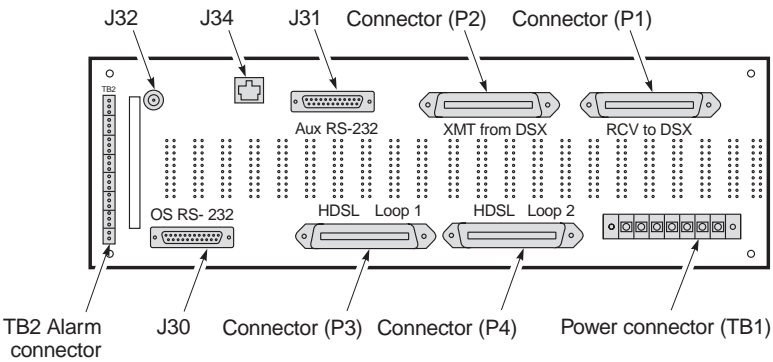 J32 J34 J31 Connector (P2) Connector (P1)
TB2
Aux RS-232 XMT from DSX RCV to DSX
OS RS- 232 HDSL Loop 1 HDSL Loop 2
TB2 Alarm
connector
J30 Connector (P3) Connector (P4) Power connector (TB1)